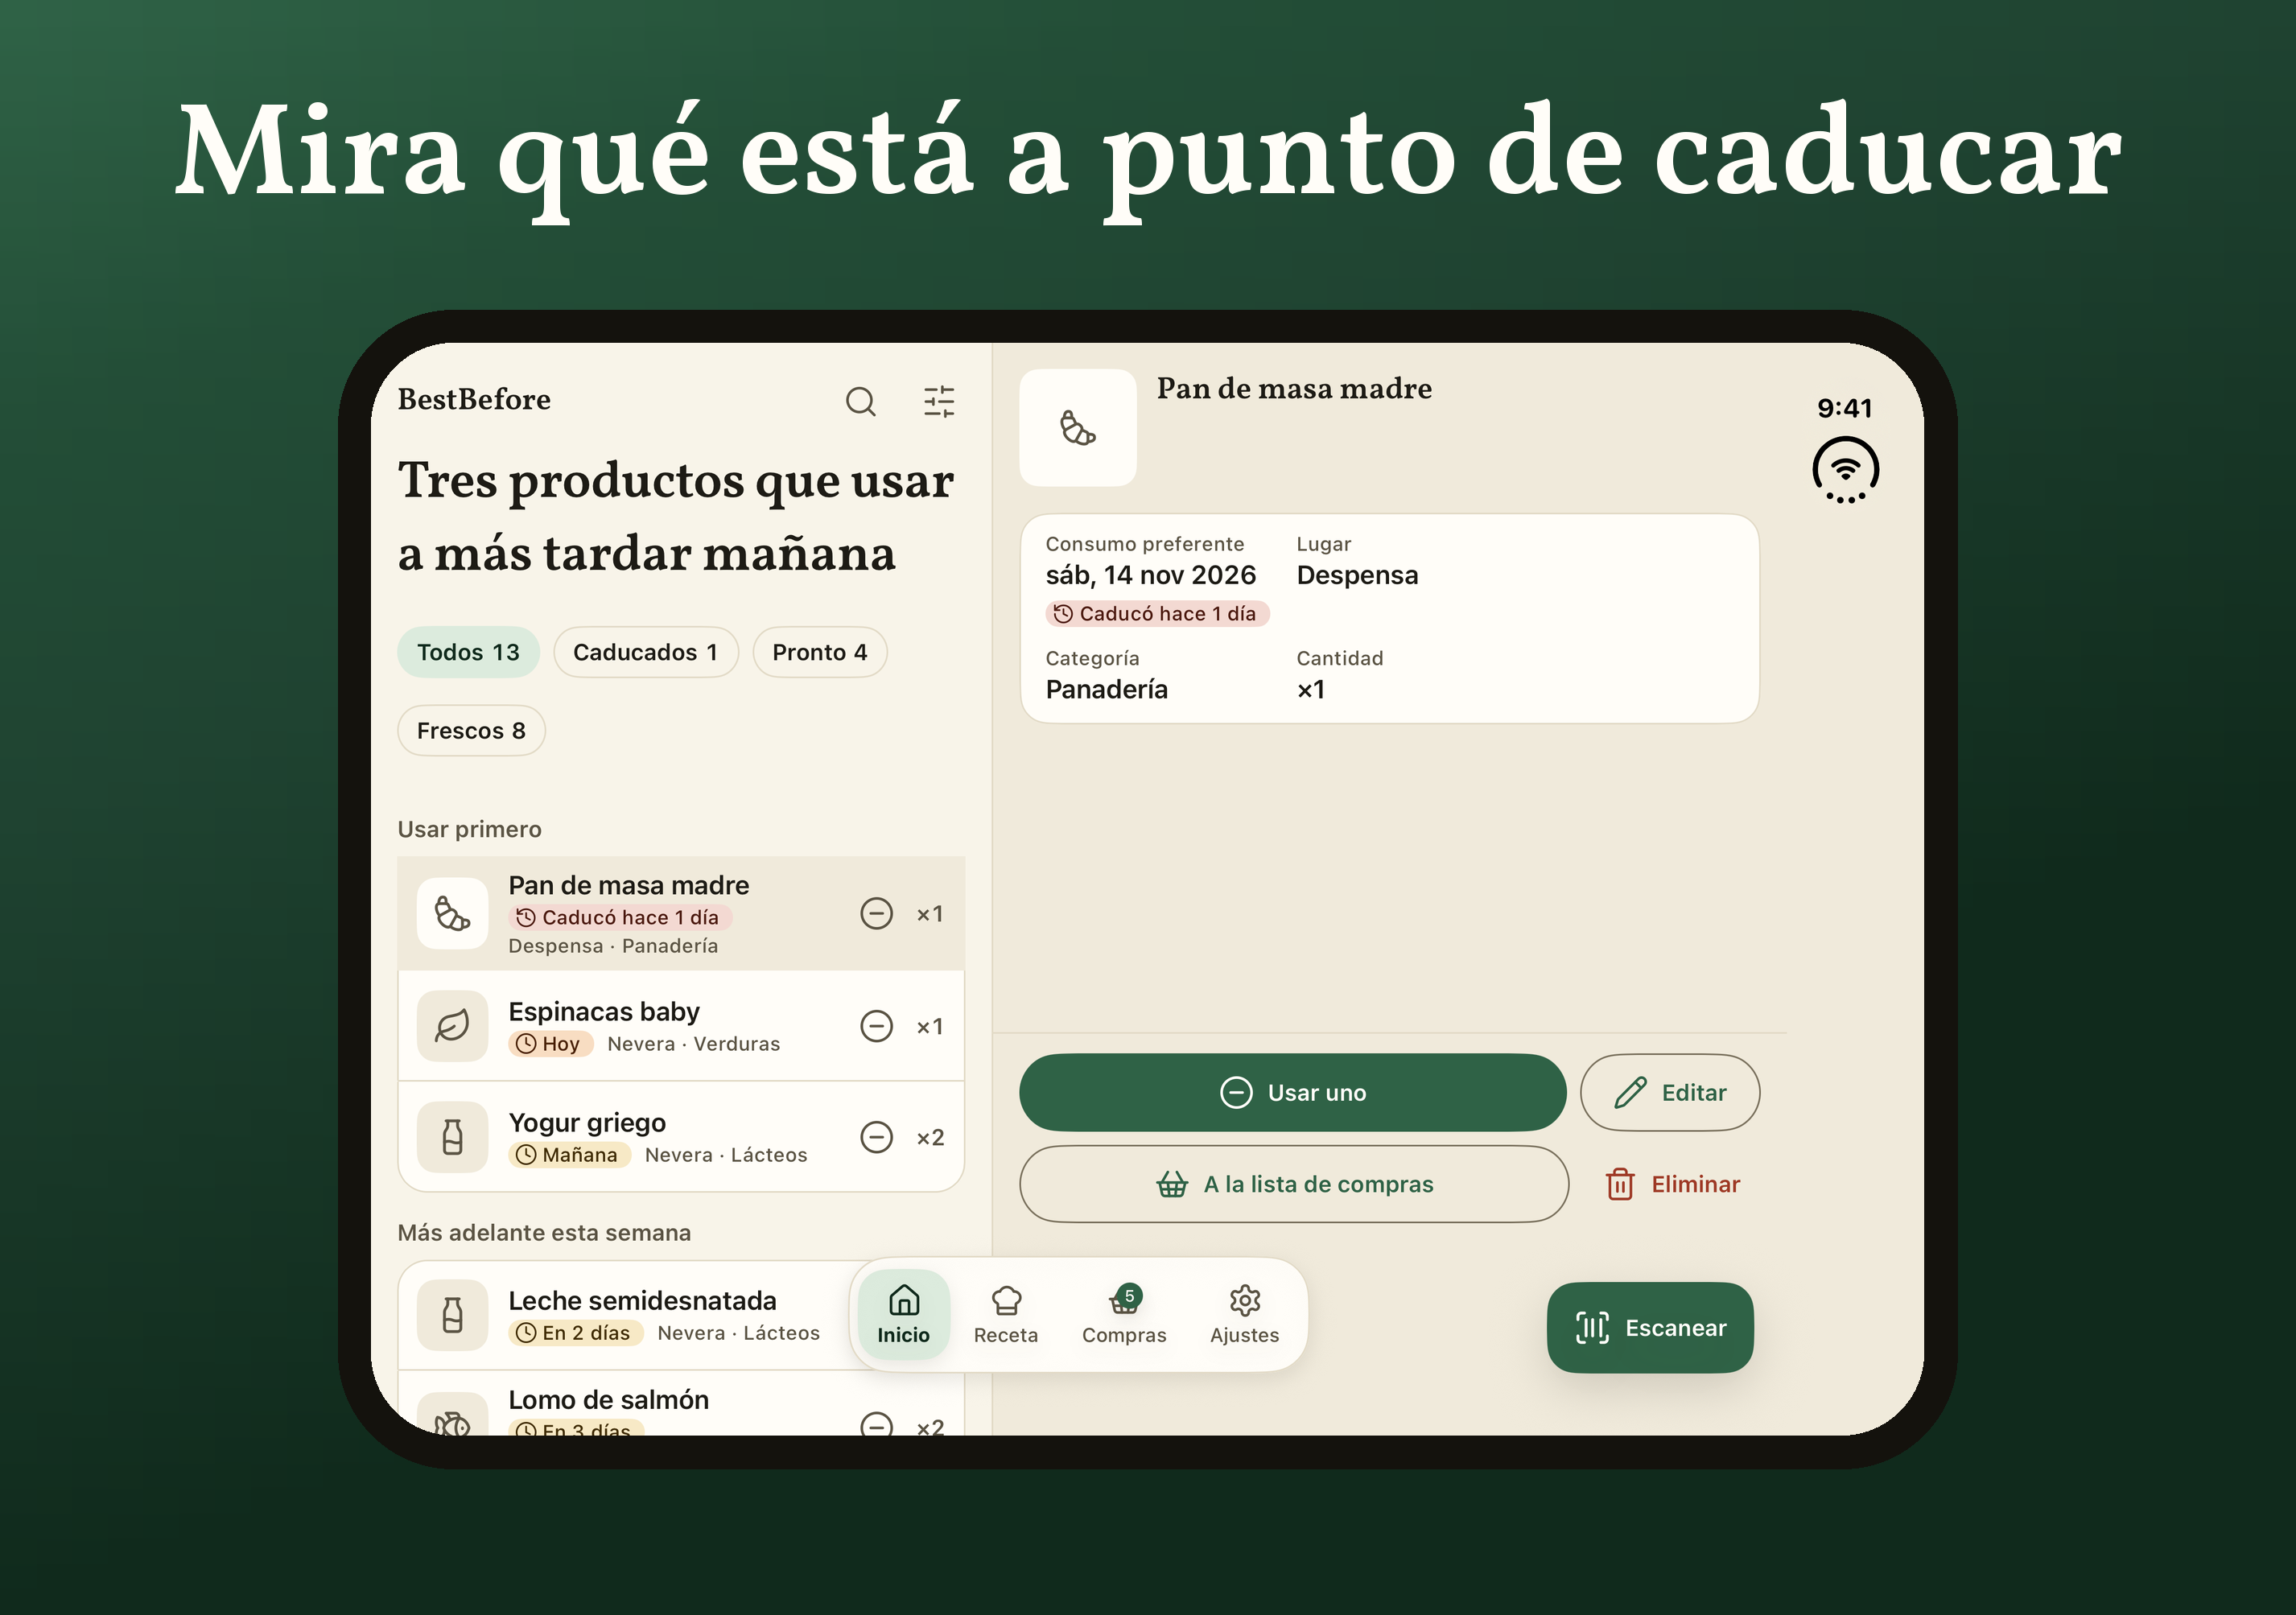 Mira qué está a punto de caducar
BestBefore
Tres productos que usar
a más tardar mañana
Todos 13
Caducados 1
Pronto 4
Frescos 8
Usar primero
Pan de masa madre
Caducó hace 1 día
Despensa · Panadería
×1
Espinacas baby
Hoy
Nevera · Verduras
×1
Yogur griego
Mañana
Nevera · Lácteos
×2
Más adelante esta semana
Leche semidesnatada
En 2 días
Nevera · Lácteos
Lomo de salmón
En 3 días
×2
Pan de masa madre
9:41
Consumo preferente
sáb, 14 nov 2026
Caducó hace 1 día
Lugar
Despensa
Categoría
Panadería
Cantidad
×1
Usar uno
Editar
A la lista de compras
Eliminar
Inicio
Receta
5
Compras
Ajustes
Escanear